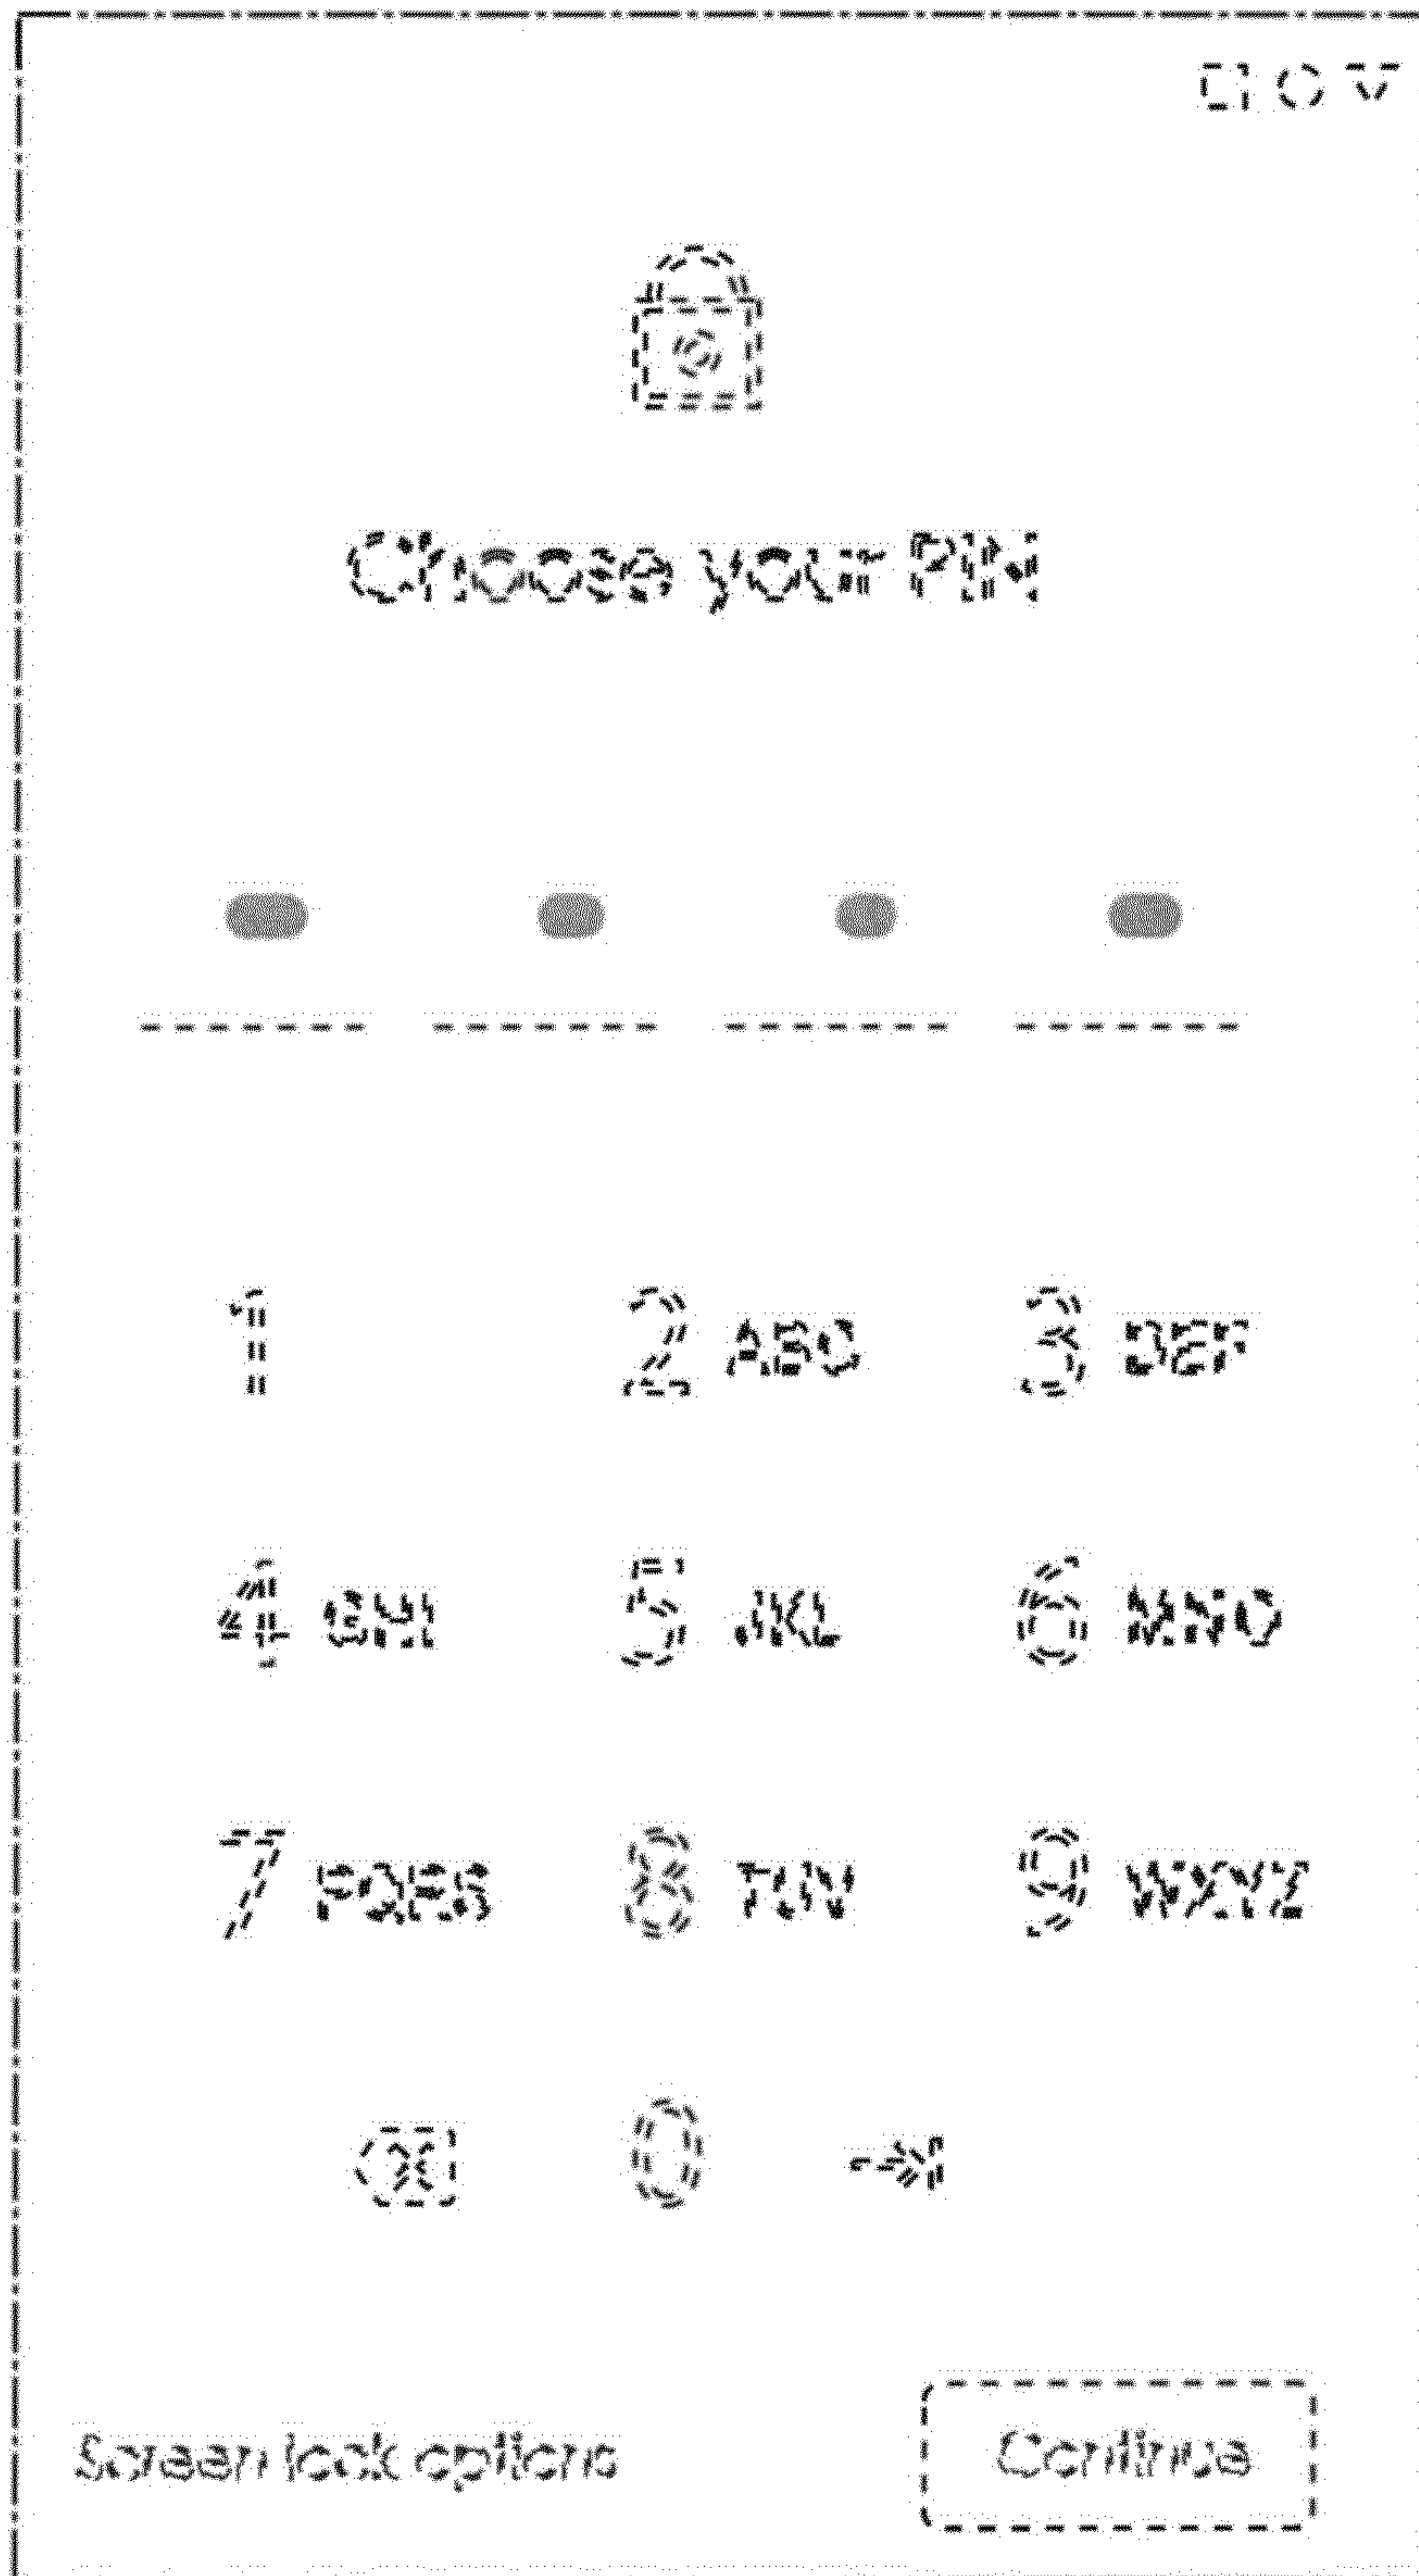 Choose your PIN
1 2 ABC 3 DEF
4 GHI 5 JKL 6 MNO
7 PQRS 8 TUV 9 WXYZ
0
Screen lock options Continue